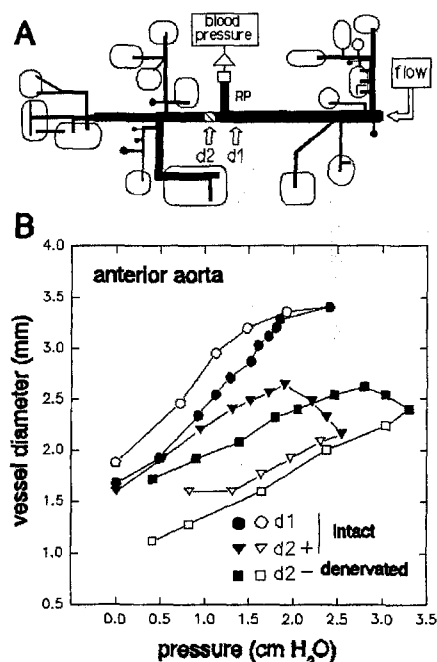 A
blood
pressure
RP
flow
d2 d1
B
anterior aorta
vessel diameter (mm)
4.0
3.5
3.0
2.5
2.0
1.5
1.0
0.5
d1
d2 + Intact
d2 - denervated
0.0 0.5 1.0 1.5 2.0 2.5 3.0 3.5
pressure (cm H₂O)